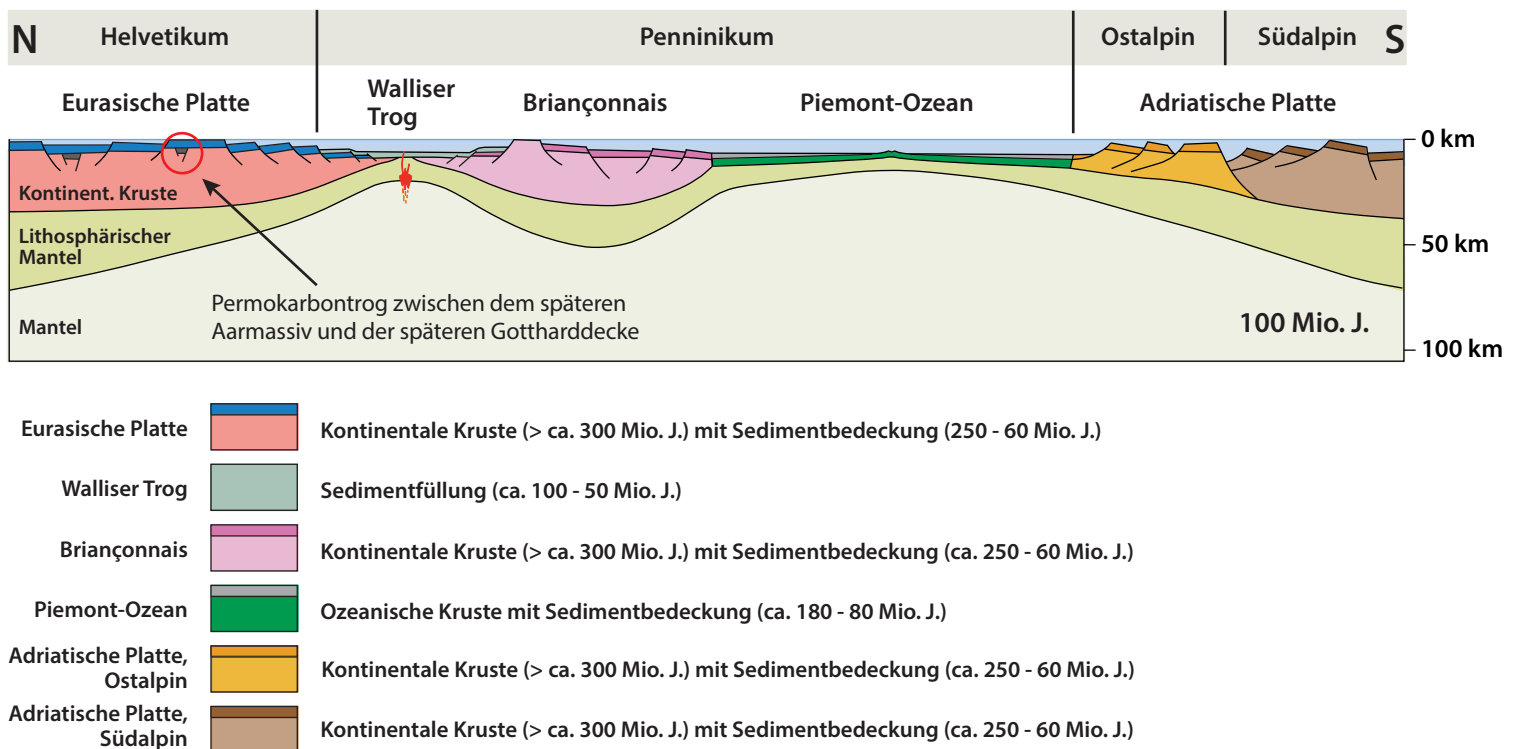 N Helvetikum Penninikum Ostalpin Südalpin S
Eurasische Platte
Walliser
Trog
Briançonnais
Piemont-Ozean
Adriatische Platte
0 km
Kontinent. Kruste
Lithosphärischer
Mantel
50 km
Permokarbontrog zwischen dem späteren
Aarmassiv und der späteren Gottharddecke
Mantel
100 Mio. J.
100 km
Eurasische Platte
Kontinentale Kruste (> ca. 300 Mio. J.) mit Sedimentbedeckung (250 - 60 Mio. J.)
Walliser Trog
Sedimentfüllung (ca. 100 - 50 Mio. J.)
Briançonnais
Kontinentale Kruste (> ca. 300 Mio. J.) mit Sedimentbedeckung (ca. 250 - 60 Mio. J.)
Piemont-Ozean
Ozeanische Kruste mit Sedimentbedeckung (ca. 180 - 80 Mio. J.)
Adriatische Platte,
Ostalpin
Kontinentale Kruste (> ca. 300 Mio. J.) mit Sedimentbedeckung (ca. 250 - 60 Mio. J.)
Adriatische Platte,
Südalpin
Kontinentale Kruste (> ca. 300 Mio. J.) mit Sedimentbedeckung (ca. 250 - 60 Mio. J.)